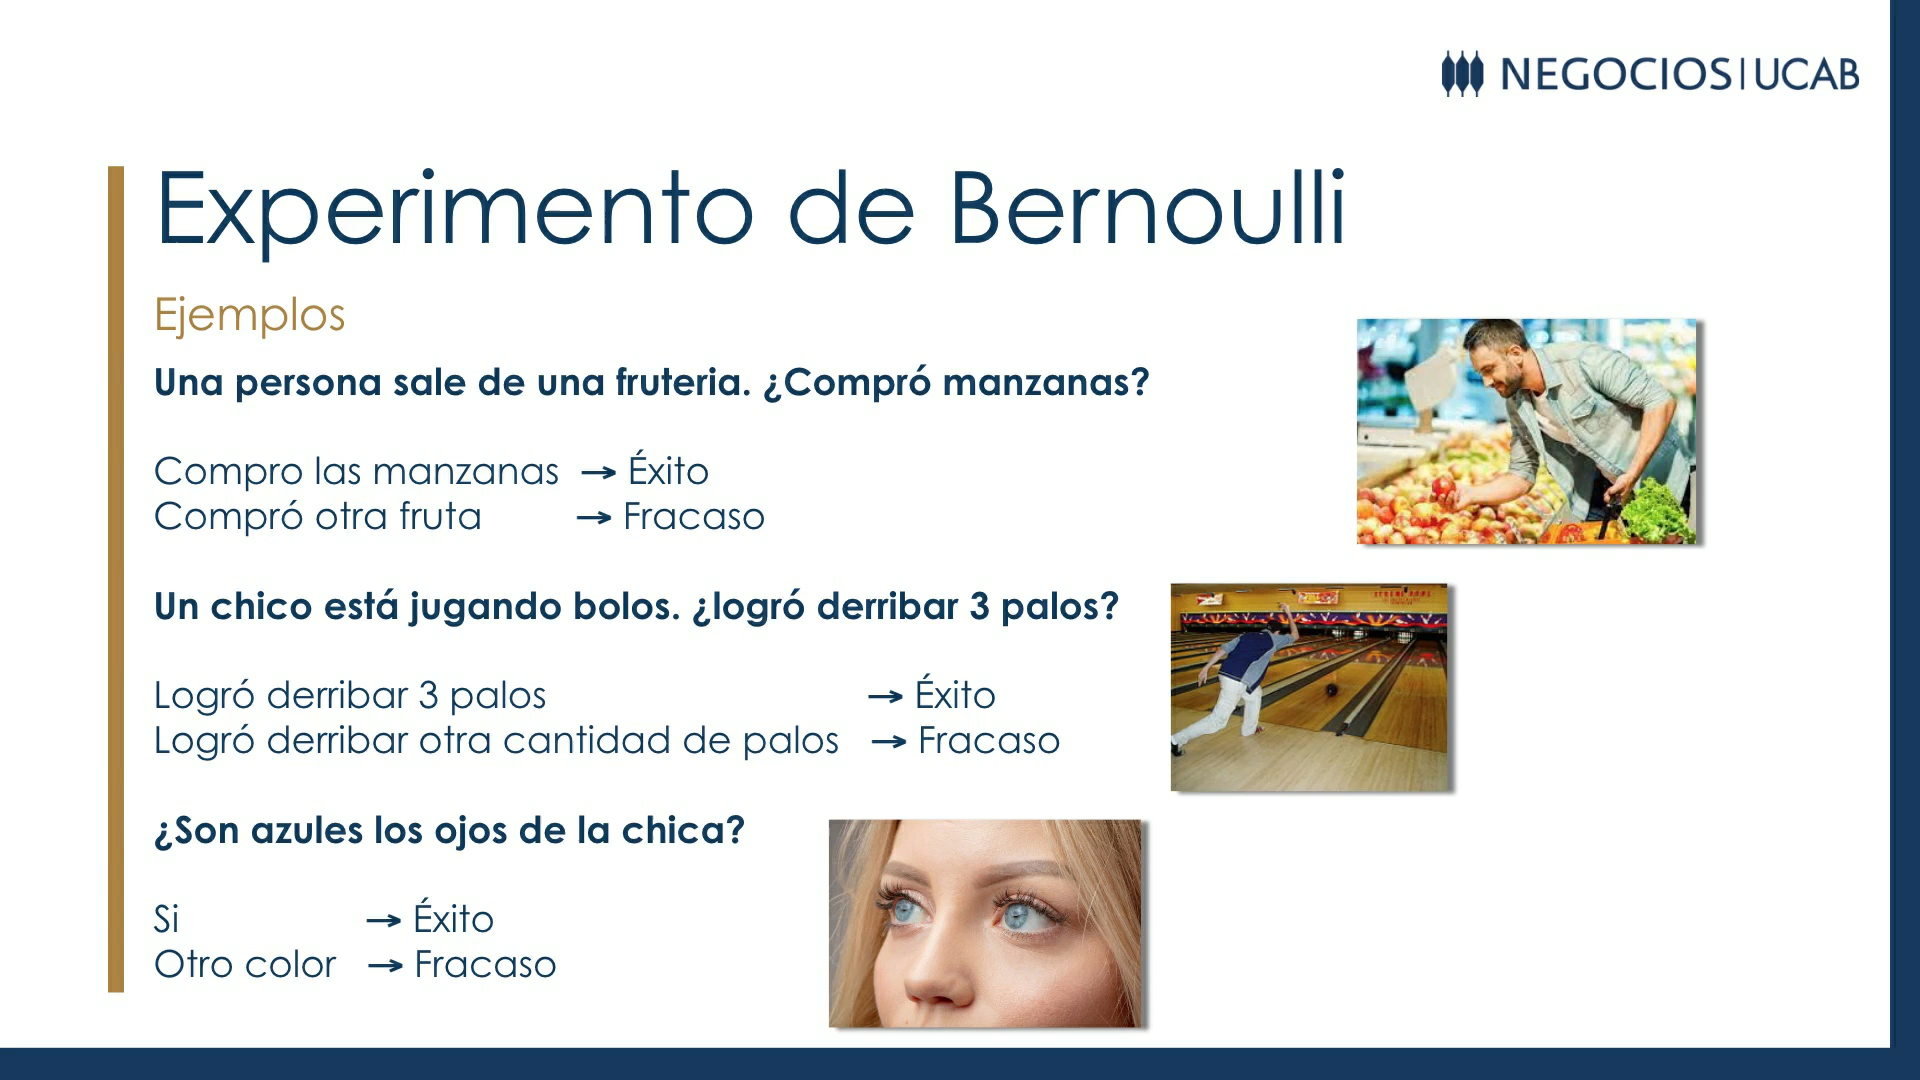 NEGOCIOS|UCAB
Experimento de Bernoulli
Ejemplos
Una persona sale de una fruteria. ¿Compró manzanas?
Compro las manzanas → Éxito
Compró otra fruta → Fracaso
Un chico está jugando bolos. ¿logró derribar 3 palos?
Logró derribar 3 palos → Éxito
Logró derribar otra cantidad de palos → Fracaso
¿Son azules los ojos de la chica?
Si → Éxito
Otro color → Fracaso